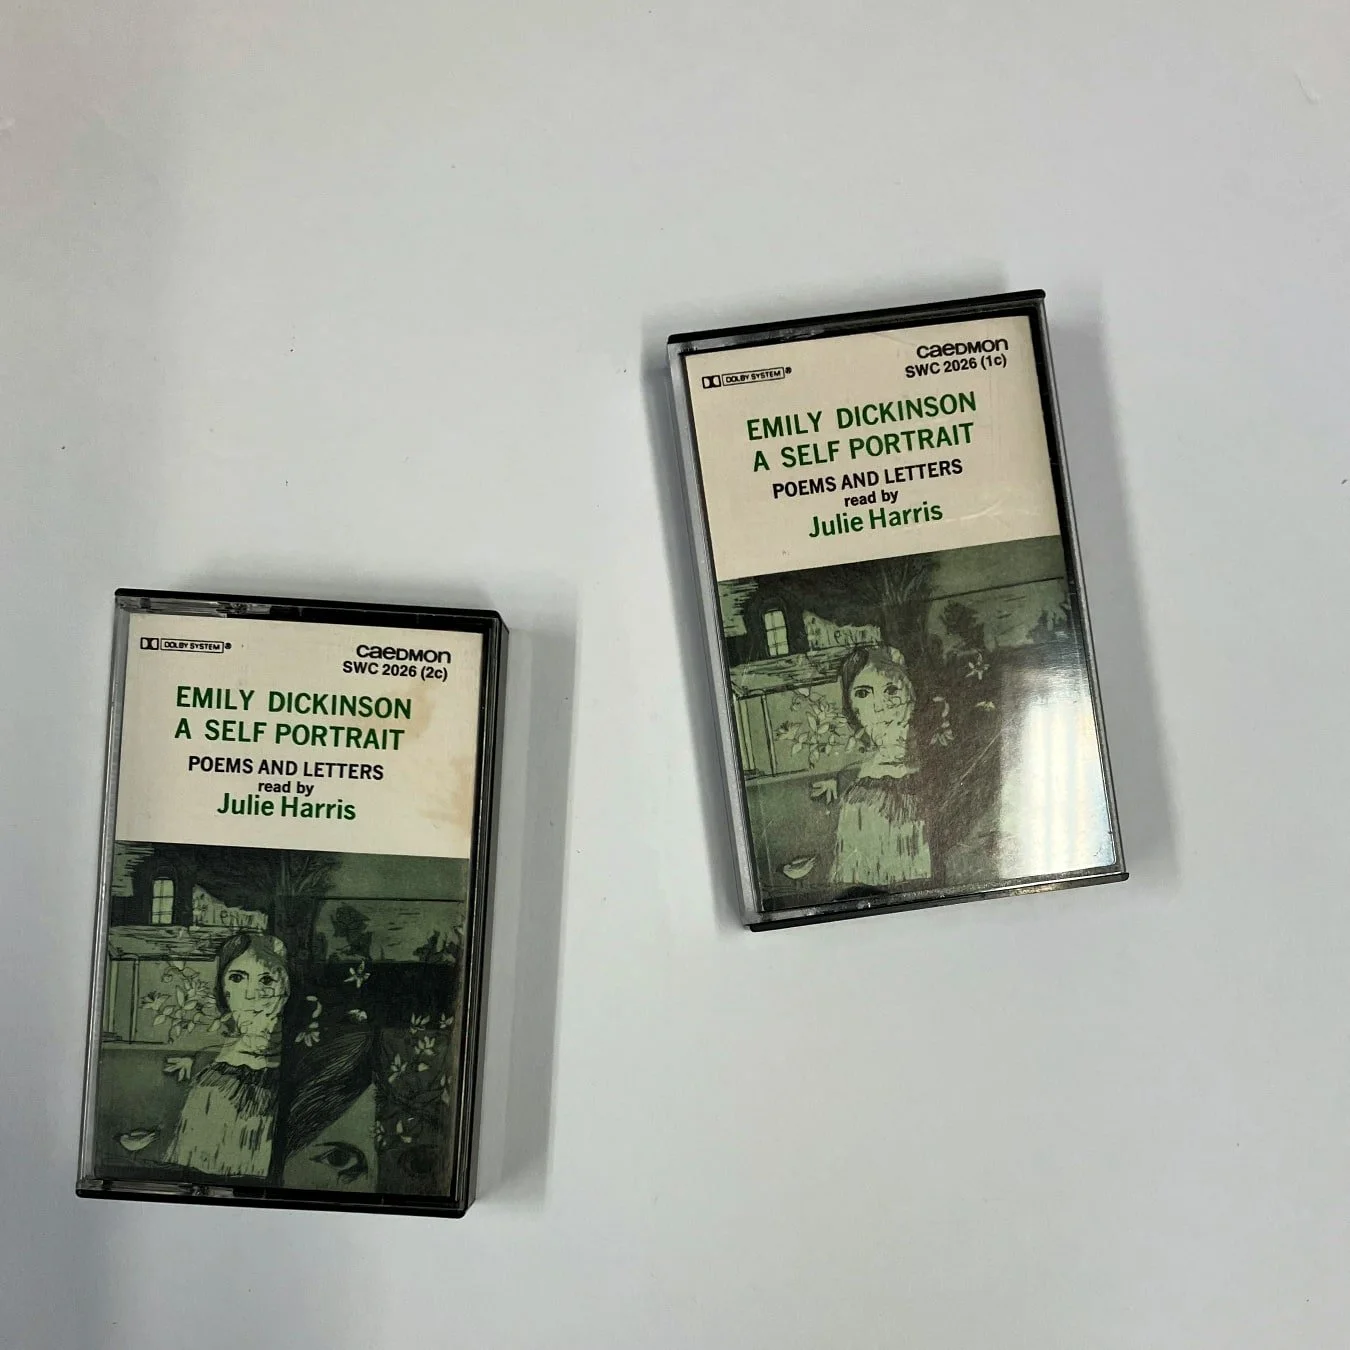 CAEDMON
DOLBY SYSTEM®
SWC 2026 (1c)
EMILY DICKINSON
A SELF PORTRAIT
POEMS AND LETTERS
read by
Julie Harris
CAEDMON
DOLBY SYSTEM®
SWC 2026 (2c)
EMILY DICKINSON
A SELF PORTRAIT
POEMS AND LETTERS
read by
Julie Harris